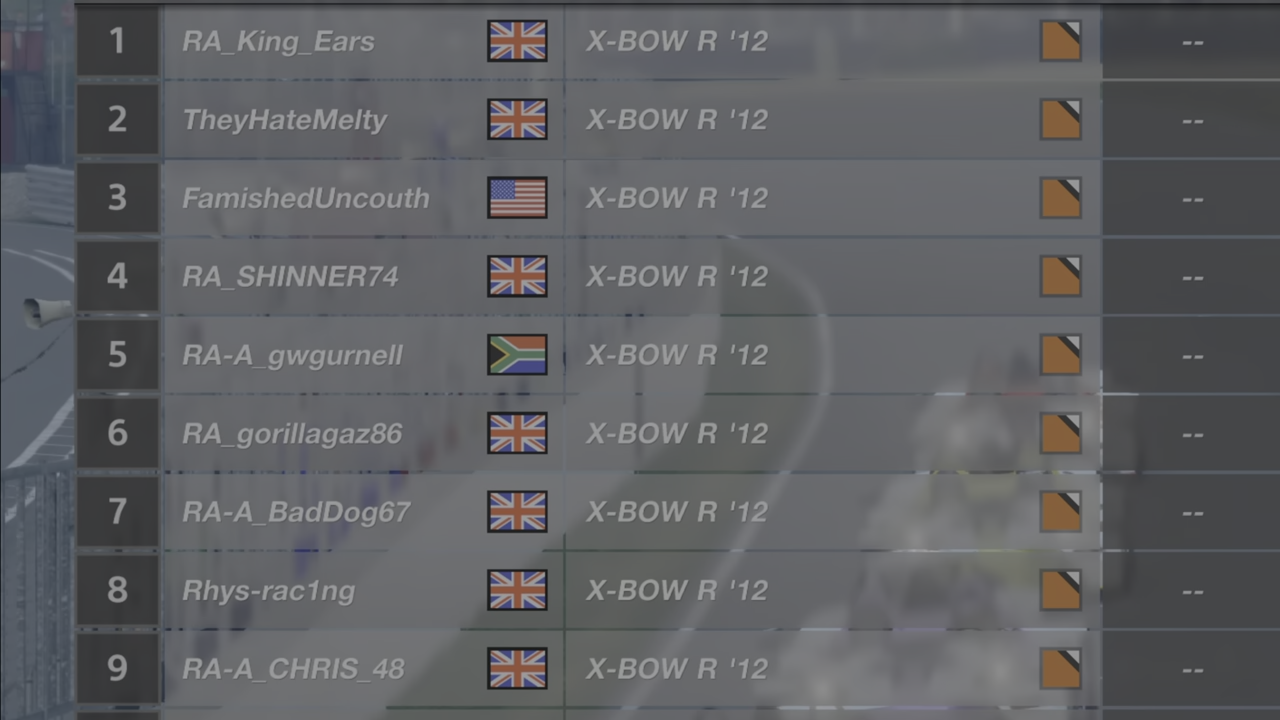 1 RA_King_Ears X-BOW R '12 --
2 TheyHateMelty X-BOW R '12 --
3 FamishedUncouth X-BOW R '12 --
4 RA_SHINNER74 X-BOW R '12 --
5 RA-A_gwgurnell X-BOW R '12 --
6 RA_gorillagaz86 X-BOW R '12 --
7 RA-A_BadDog67 X-BOW R '12 --
8 Rhys-rac1ng X-BOW R '12 --
9 RA-A_CHRIS_48 X-BOW R '12 --